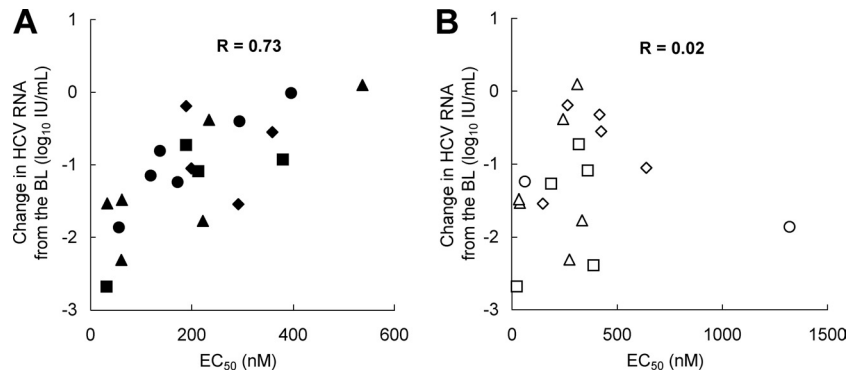 A
R = 0.73
Change in HCV RNA
from the BL (log₁₀ IU/mL)
1
0
-1
-2
-3
0 200 400 600
EC₅₀ (nM)
B
R = 0.02
Change in HCV RNA
from the BL (log₁₀ IU/mL)
1
0
-1
-2
-3
0 500 1000 1500
EC₅₀ (nM)